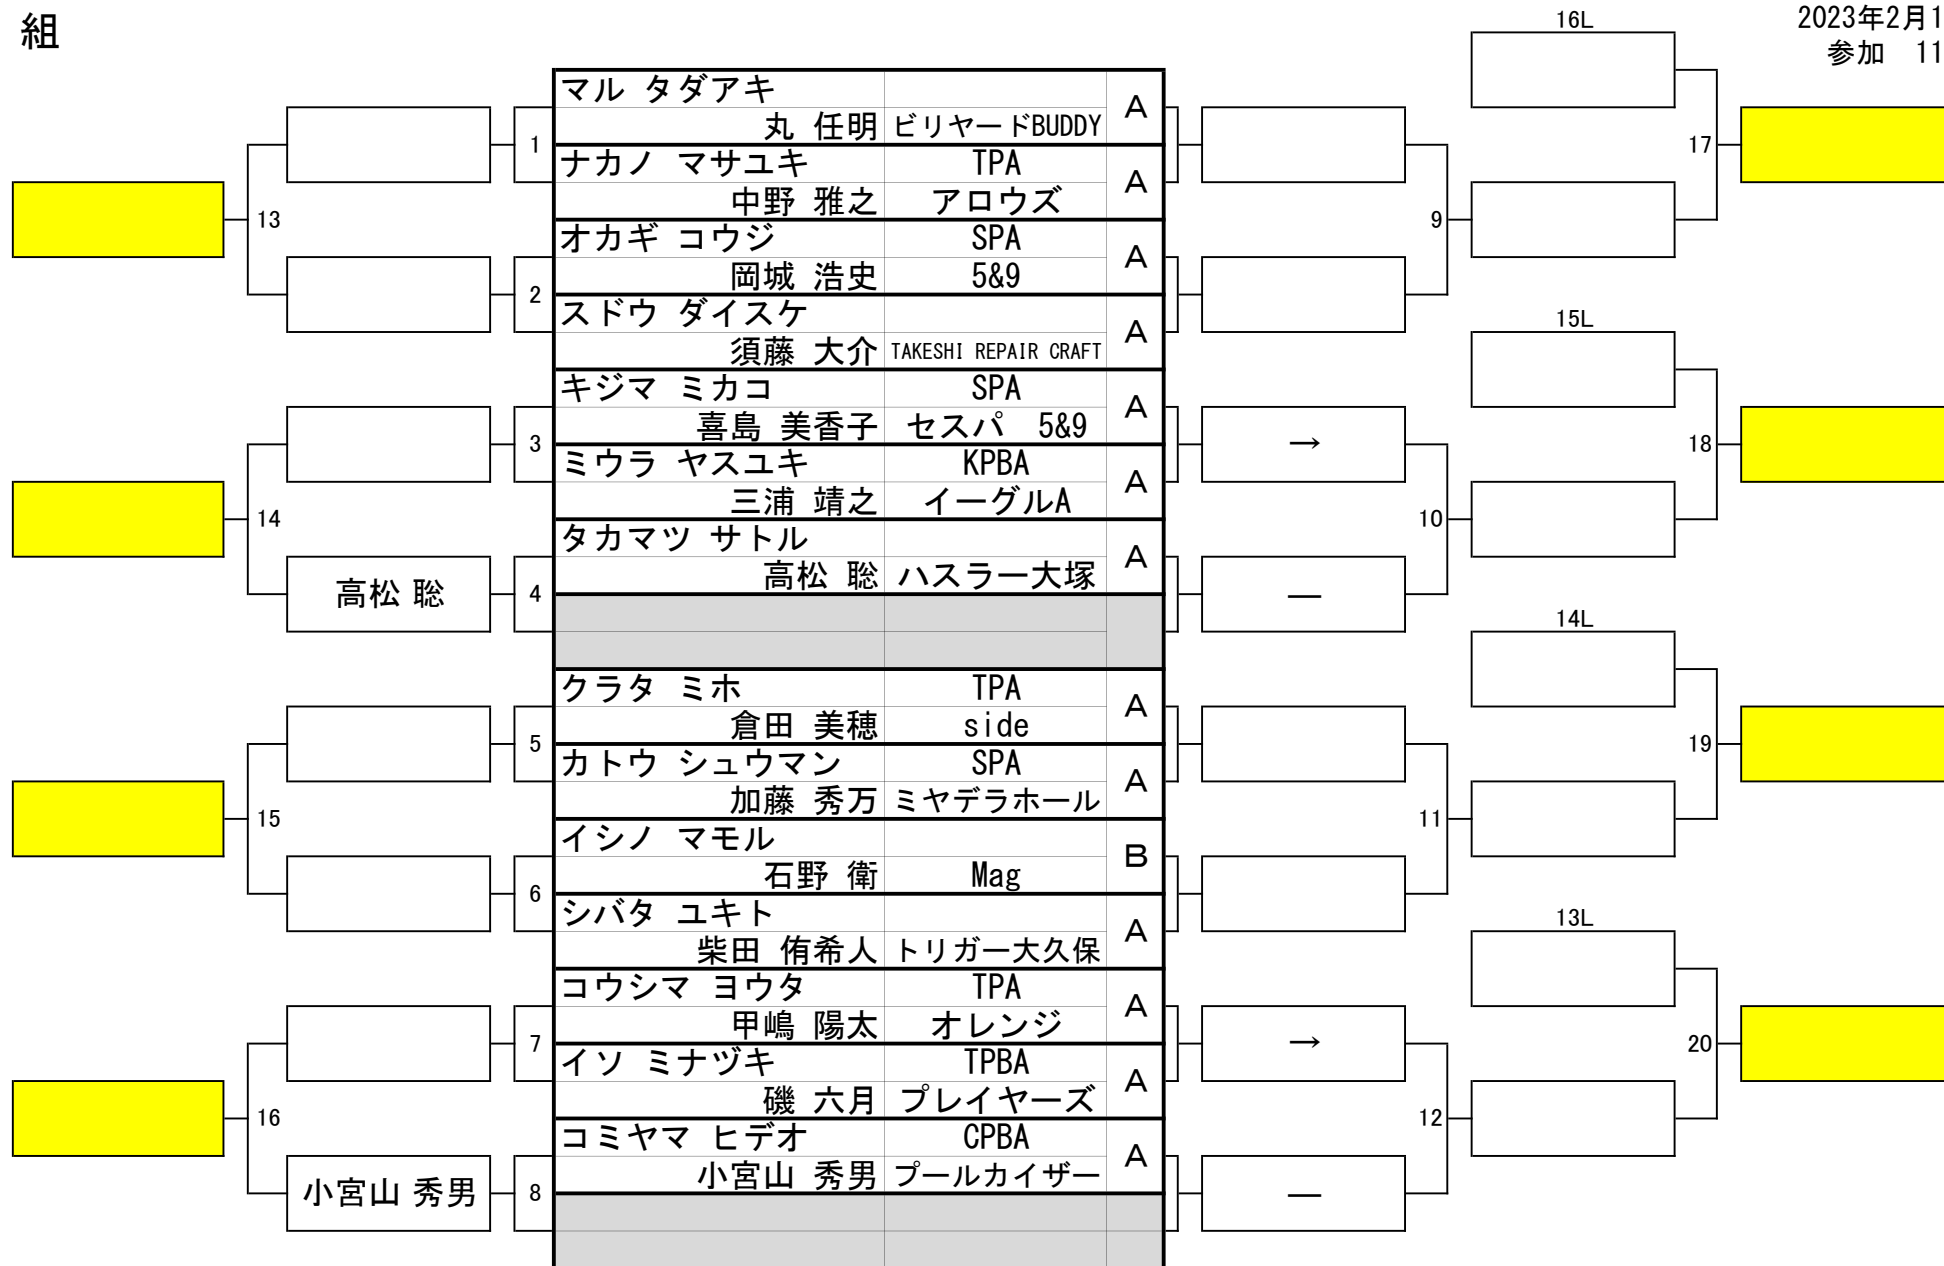 組
2023年2月1
参加　11
16L
マル タダアキ
A
丸 任明 ビリヤードBUDDY
1
17
ナカノ マサユキ TPA
A
中野 雅之 アロウズ
13
9
オカギ コウジ SPA
A
岡城 浩史 5&9
2
スドウ ダイスケ
A
須藤 大介 TAKESHI REPAIR CRAFT
15L
キジマ ミカコ SPA
A
喜島 美香子 セスパ　5&9
3
→
18
ミウラ ヤスユキ KPBA
A
三浦 靖之 イーグルA
14
10
タカマツ サトル
A
高松 聡 ハスラー大塚
高松 聡
4
―
14L
クラタ ミホ TPA
A
倉田 美穂 side
5
19
カトウ シュウマン SPA
A
加藤 秀万 ミヤデラホール
15
11
イシノ マモル
B
石野 衛 Mag
6
シバタ ユキト
A
柴田 侑希人 トリガー大久保
13L
コウシマ ヨウタ TPA
A
甲嶋 陽太 オレンジ
7
→
20
イソ ミナヅキ TPBA
A
磯 六月 プレイヤーズ
16
12
コミヤマ ヒデオ CPBA
A
小宮山 秀男 プールカイザー
小宮山 秀男
8
―